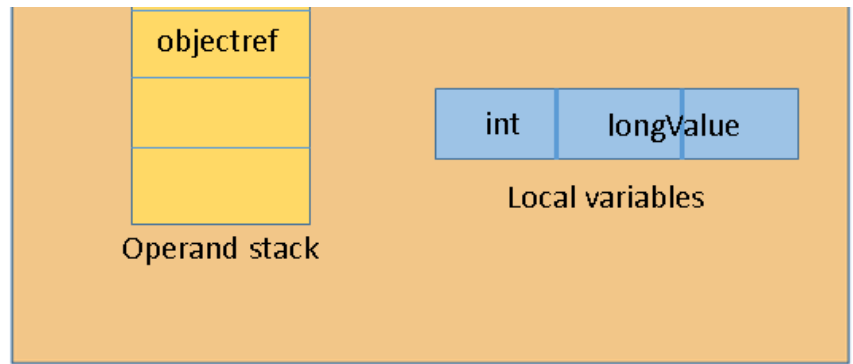 objectref
int
longValue
Local variables
Operand stack